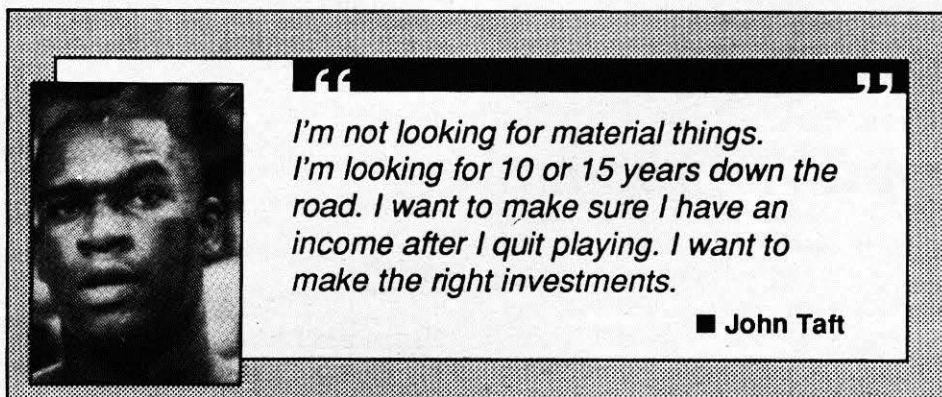 “ ”
I’m not looking for material things.
I’m looking for 10 or 15 years down the
road. I want to make sure I have an
income after I quit playing. I want to
make the right investments.
■ John Taft